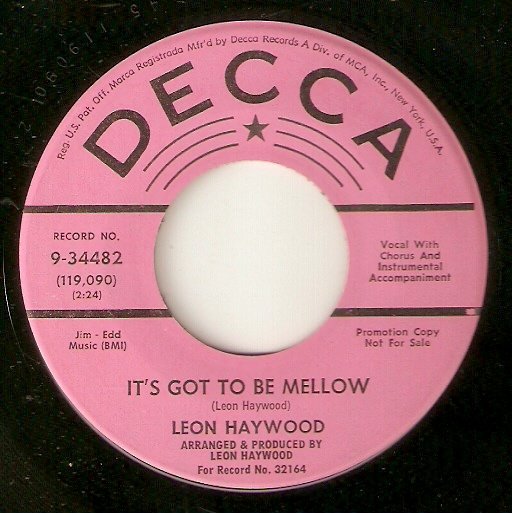 Reg. U.S. Pat. Off. Marca Registrada Mfr'd by Decca Records A Div. of MCA, Inc., New York, U.S.A.
DECCA
RECORD NO.
9-34482
(119,090)
(2:24)
Vocal With
Chorus And
Instrumental
Accompaniment
Jim - Edd
Music (BMI)
Promotion Copy
Not For Sale
IT'S GOT TO BE MELLOW
(Leon Haywood)
LEON HAYWOOD
ARRANGED & PRODUCED BY
LEON HAYWOOD
For Record No. 32164